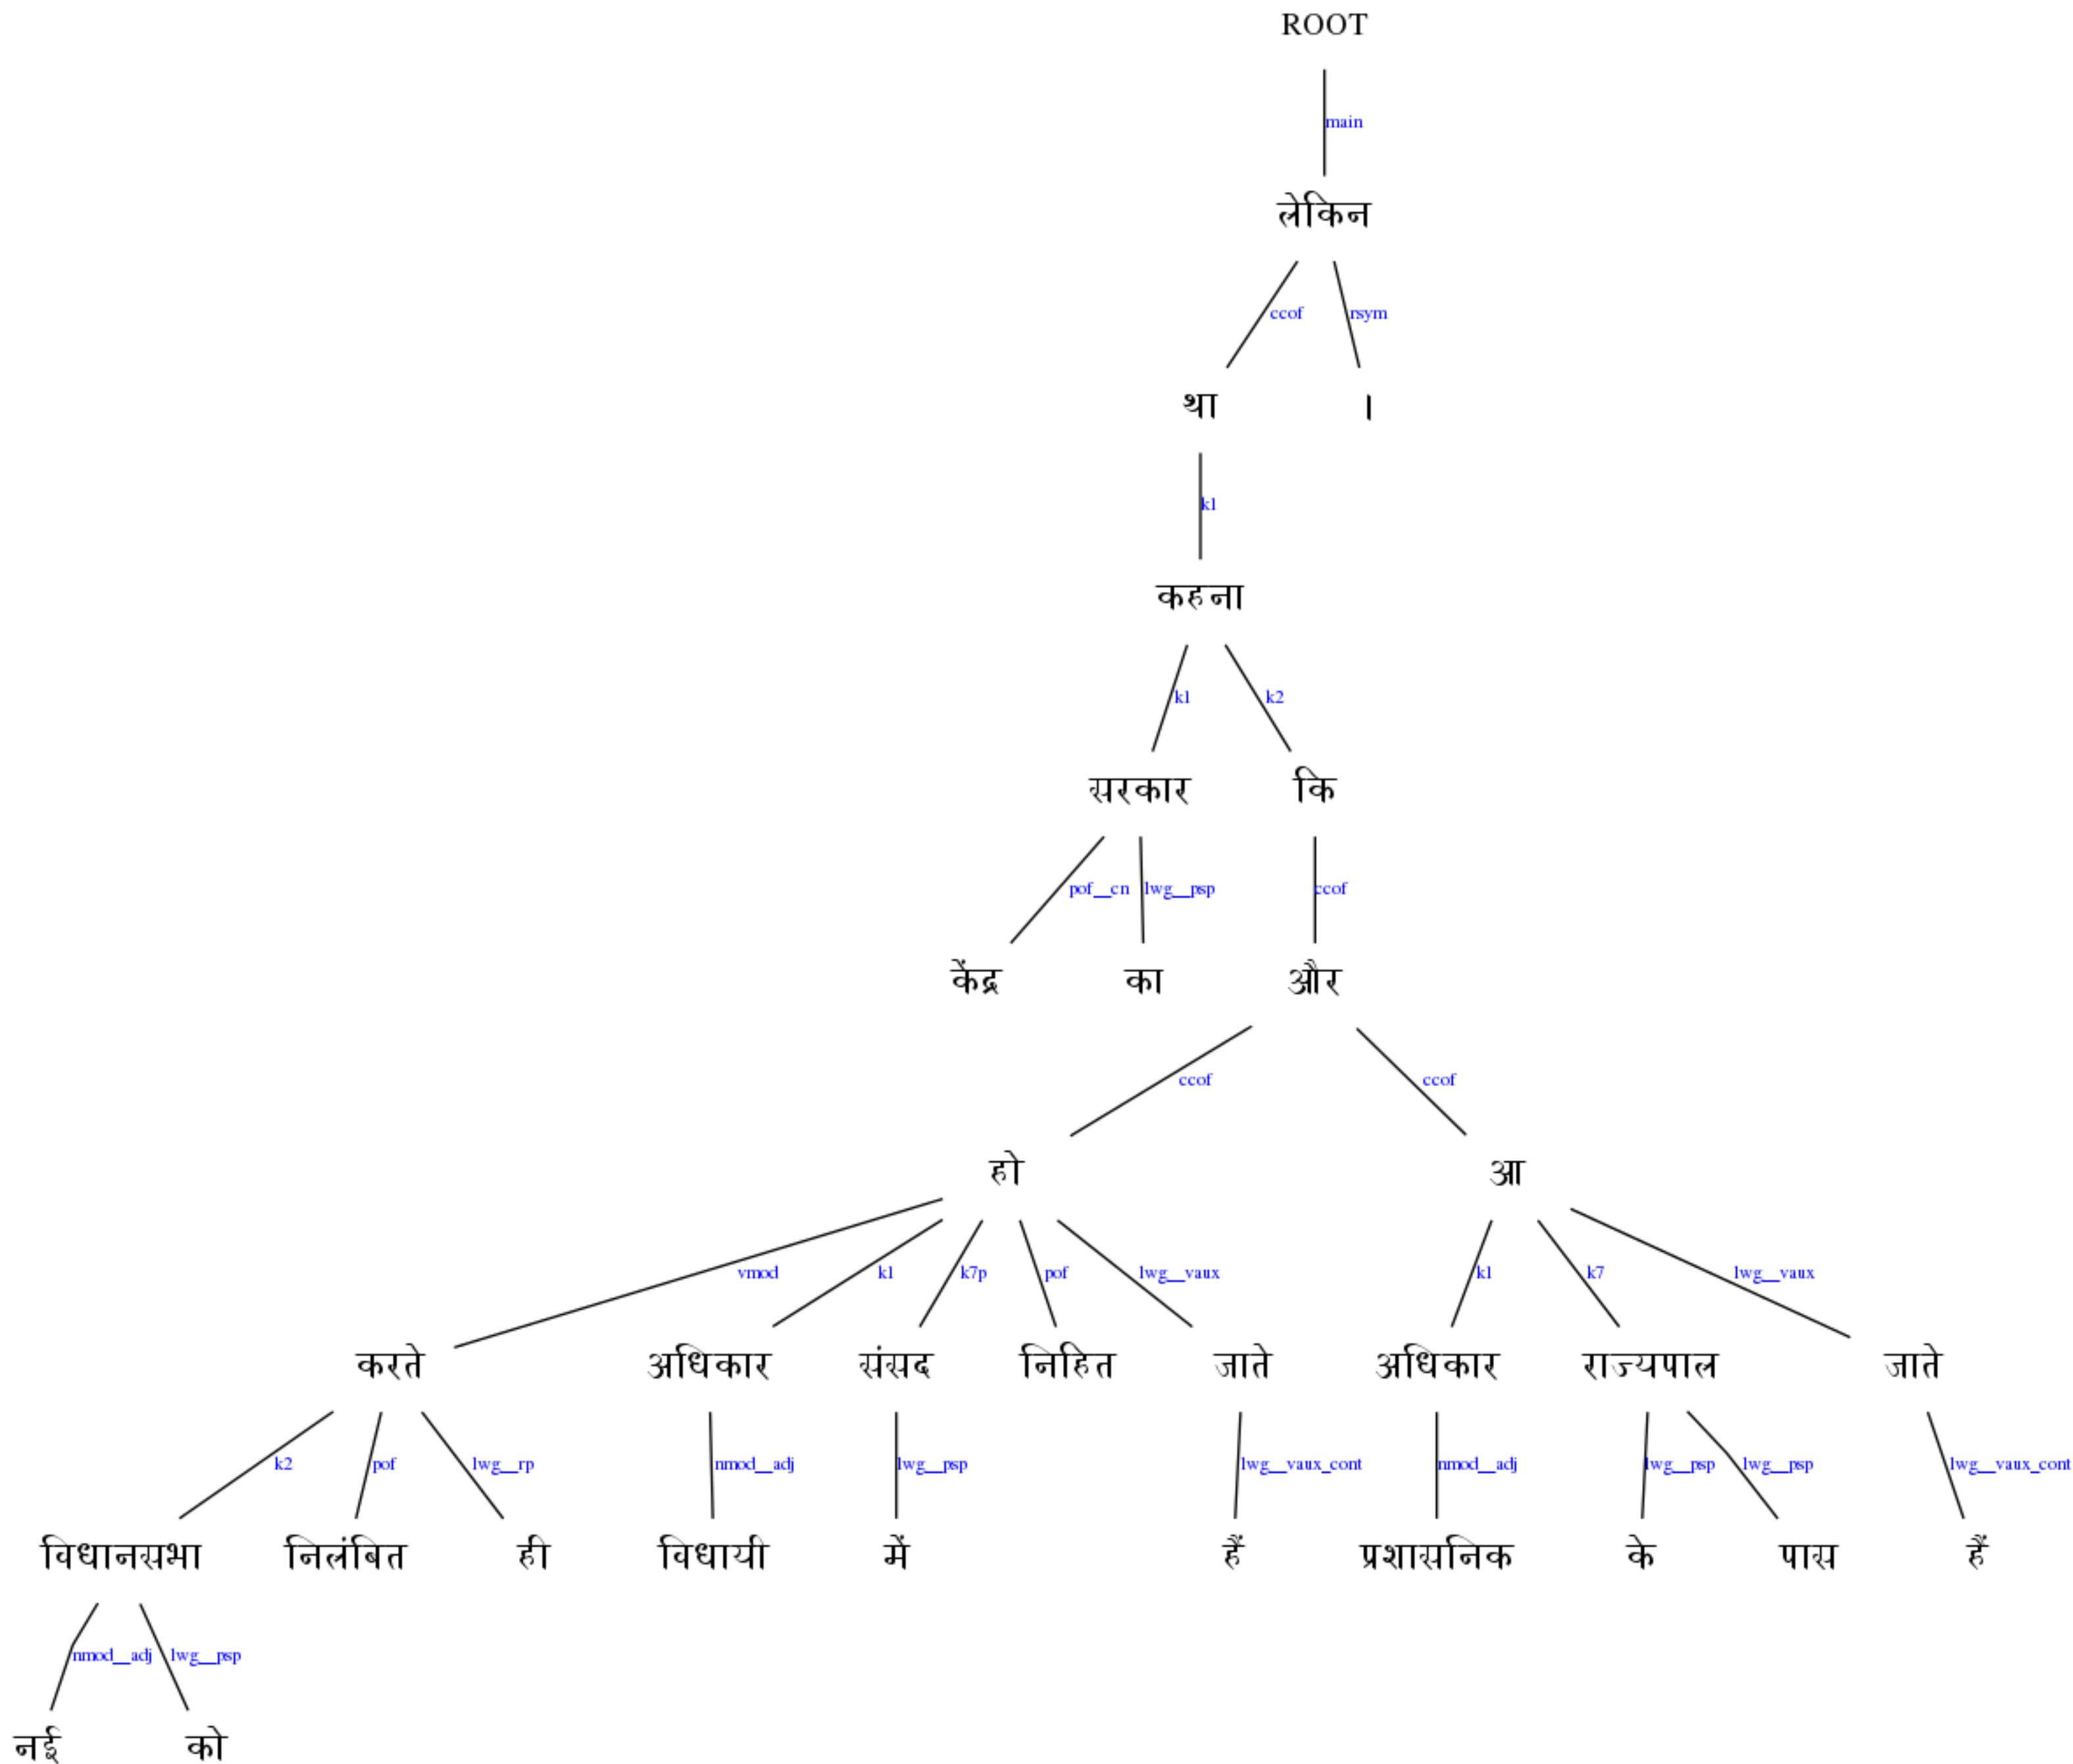 ROOT
main
लेकिन
ccof rsym
था ।
k1
कहना
k1 k2
सरकार कि
pof__cn lwg__psp ccof
केंद्र का और
ccof ccof
हो आ
vmod k1 k7p pof lwg__vaux k1 k7 lwg__vaux
करते अधिकार संसद निहित जाते अधिकार राज्यपाल जाते
k2 pof lwg__rp nmod__adj lwg__psp lwg__vaux_cont nmod__adj lwg__psp lwg__psp lwg__vaux_cont
विधानसभा निलंबित ही विधायी में हैं प्रशासनिक के पास हैं
nmod__adj lwg__psp
नई को